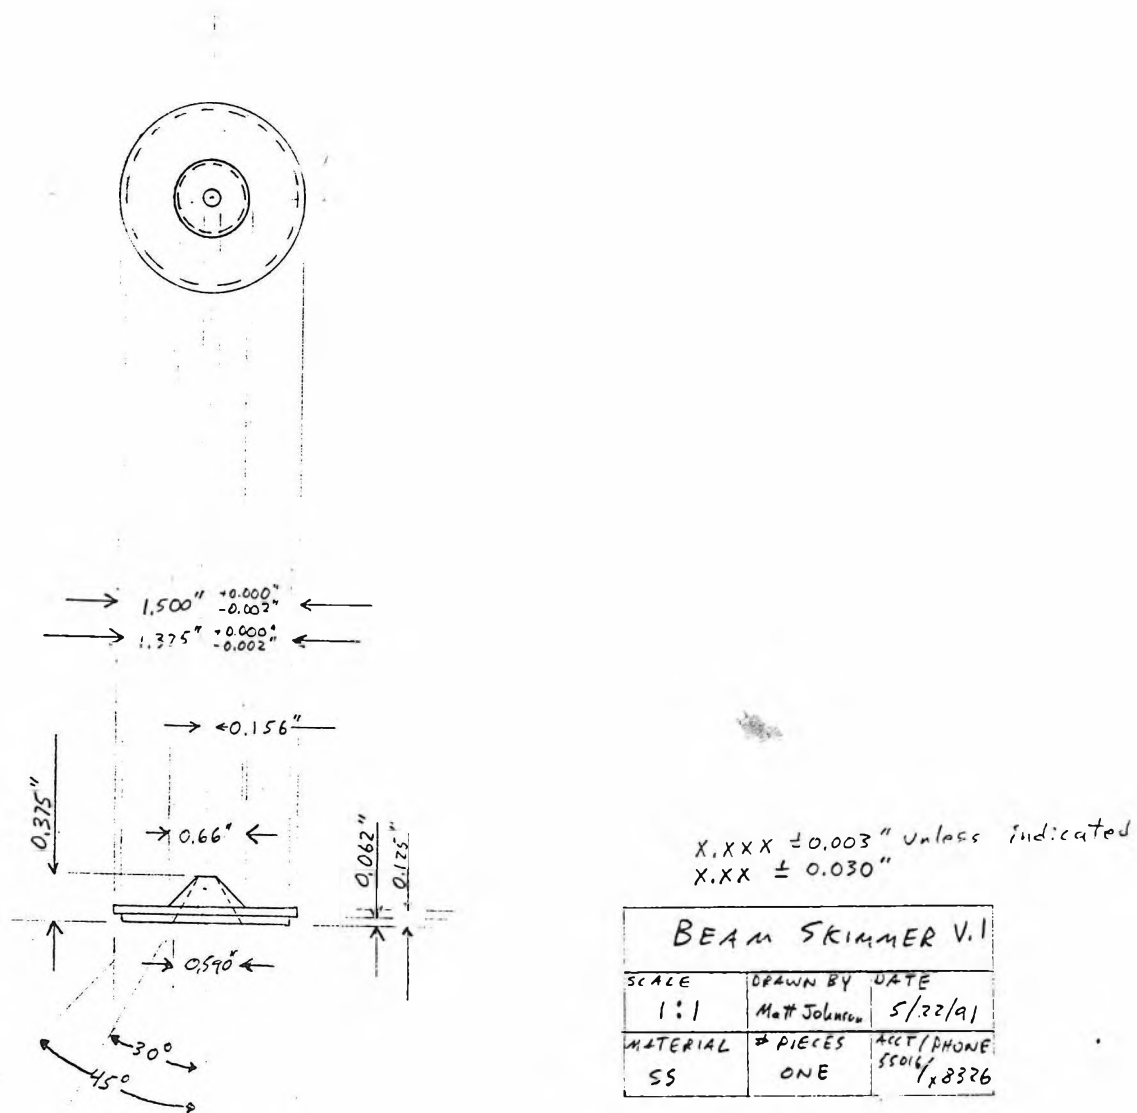 1.500" +0.000"
-0.002"
1.375" +0.000"
-0.002"
0.156"
0.375"
0.66"
0.062"
0.125"
0.590"
30°
45°
X.XXX ±0.003" unless indicated
X.XX ± 0.030"
BEAM SKIMMER V.1
SCALE
1:1
DRAWN BY
Matt Johnson
DATE
5/22/91
MATERIAL
SS
# PIECES
ONE
ACCT/PHONE
55016/
x8326